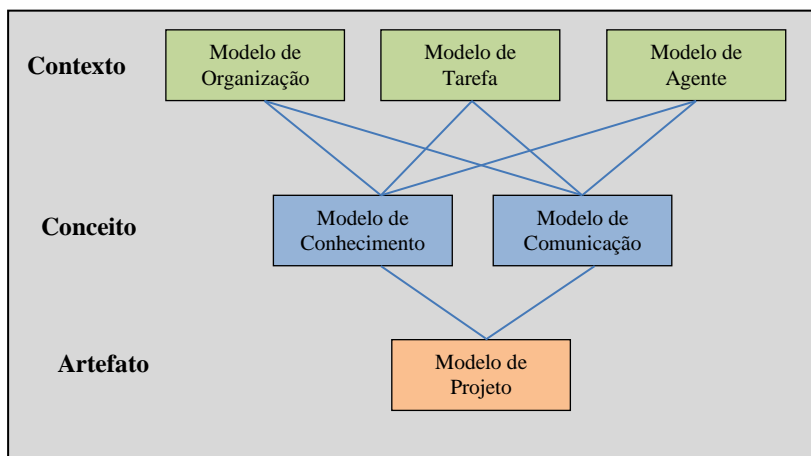 Contexto
Modelo de
Organização
Modelo de
Tarefa
Modelo de
Agente
Conceito
Modelo de
Conhecimento
Modelo de
Comunicação
Artefato
Modelo de
Projeto